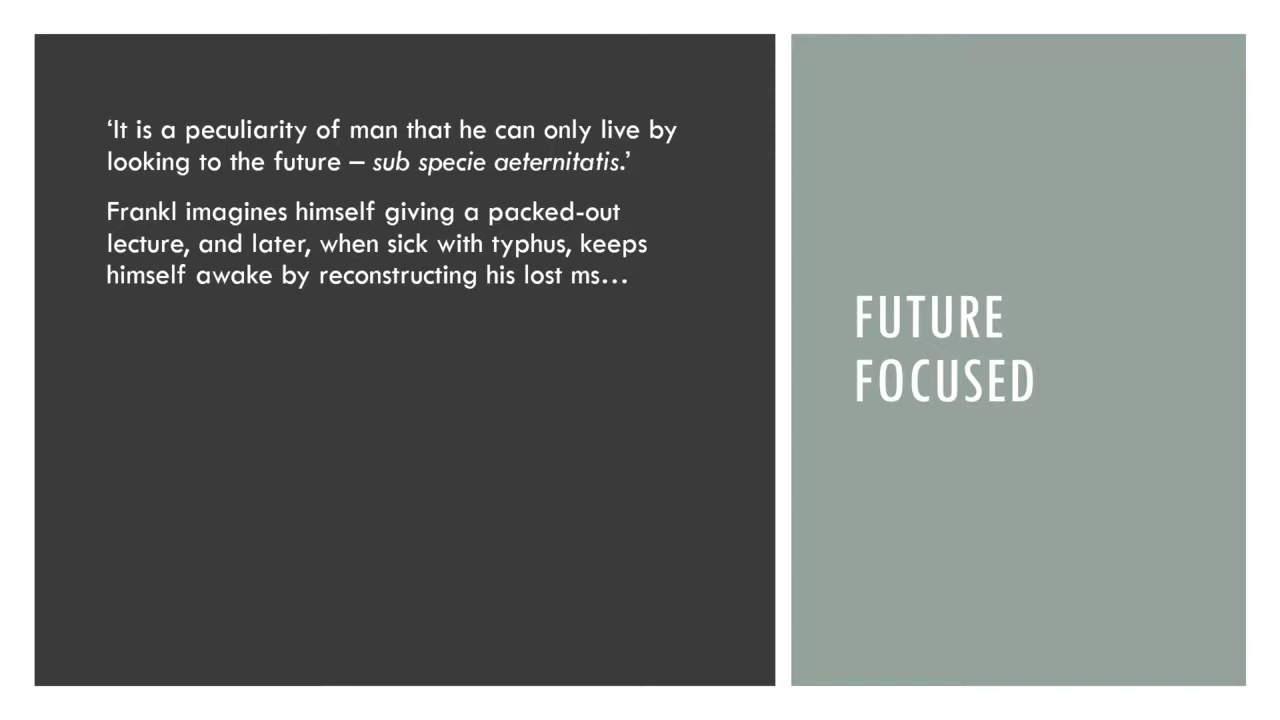 ‘It is a peculiarity of man that he can only live by
looking to the future – sub specie aeternitatis.’
Frankl imagines himself giving a packed-out
lecture, and later, when sick with typhus, keeps
himself awake by reconstructing his lost ms…
FUTURE
FOCUSED